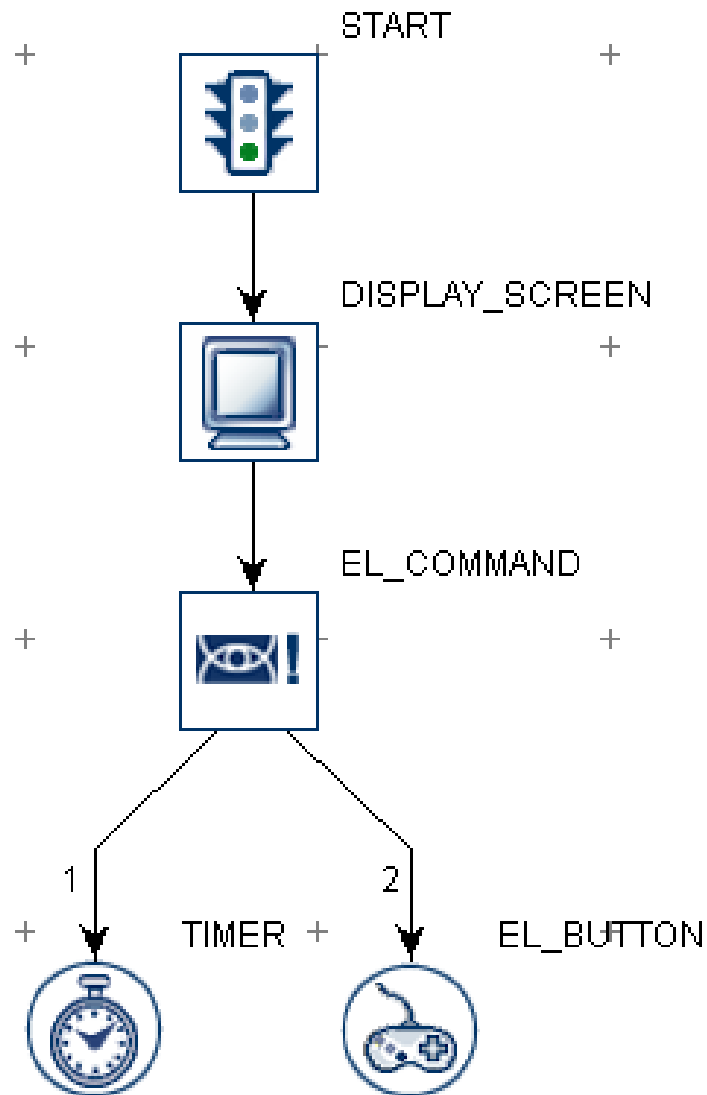 START
DISPLAY_SCREEN
EL_COMMAND
1
2
TIMER
EL_BUTTON